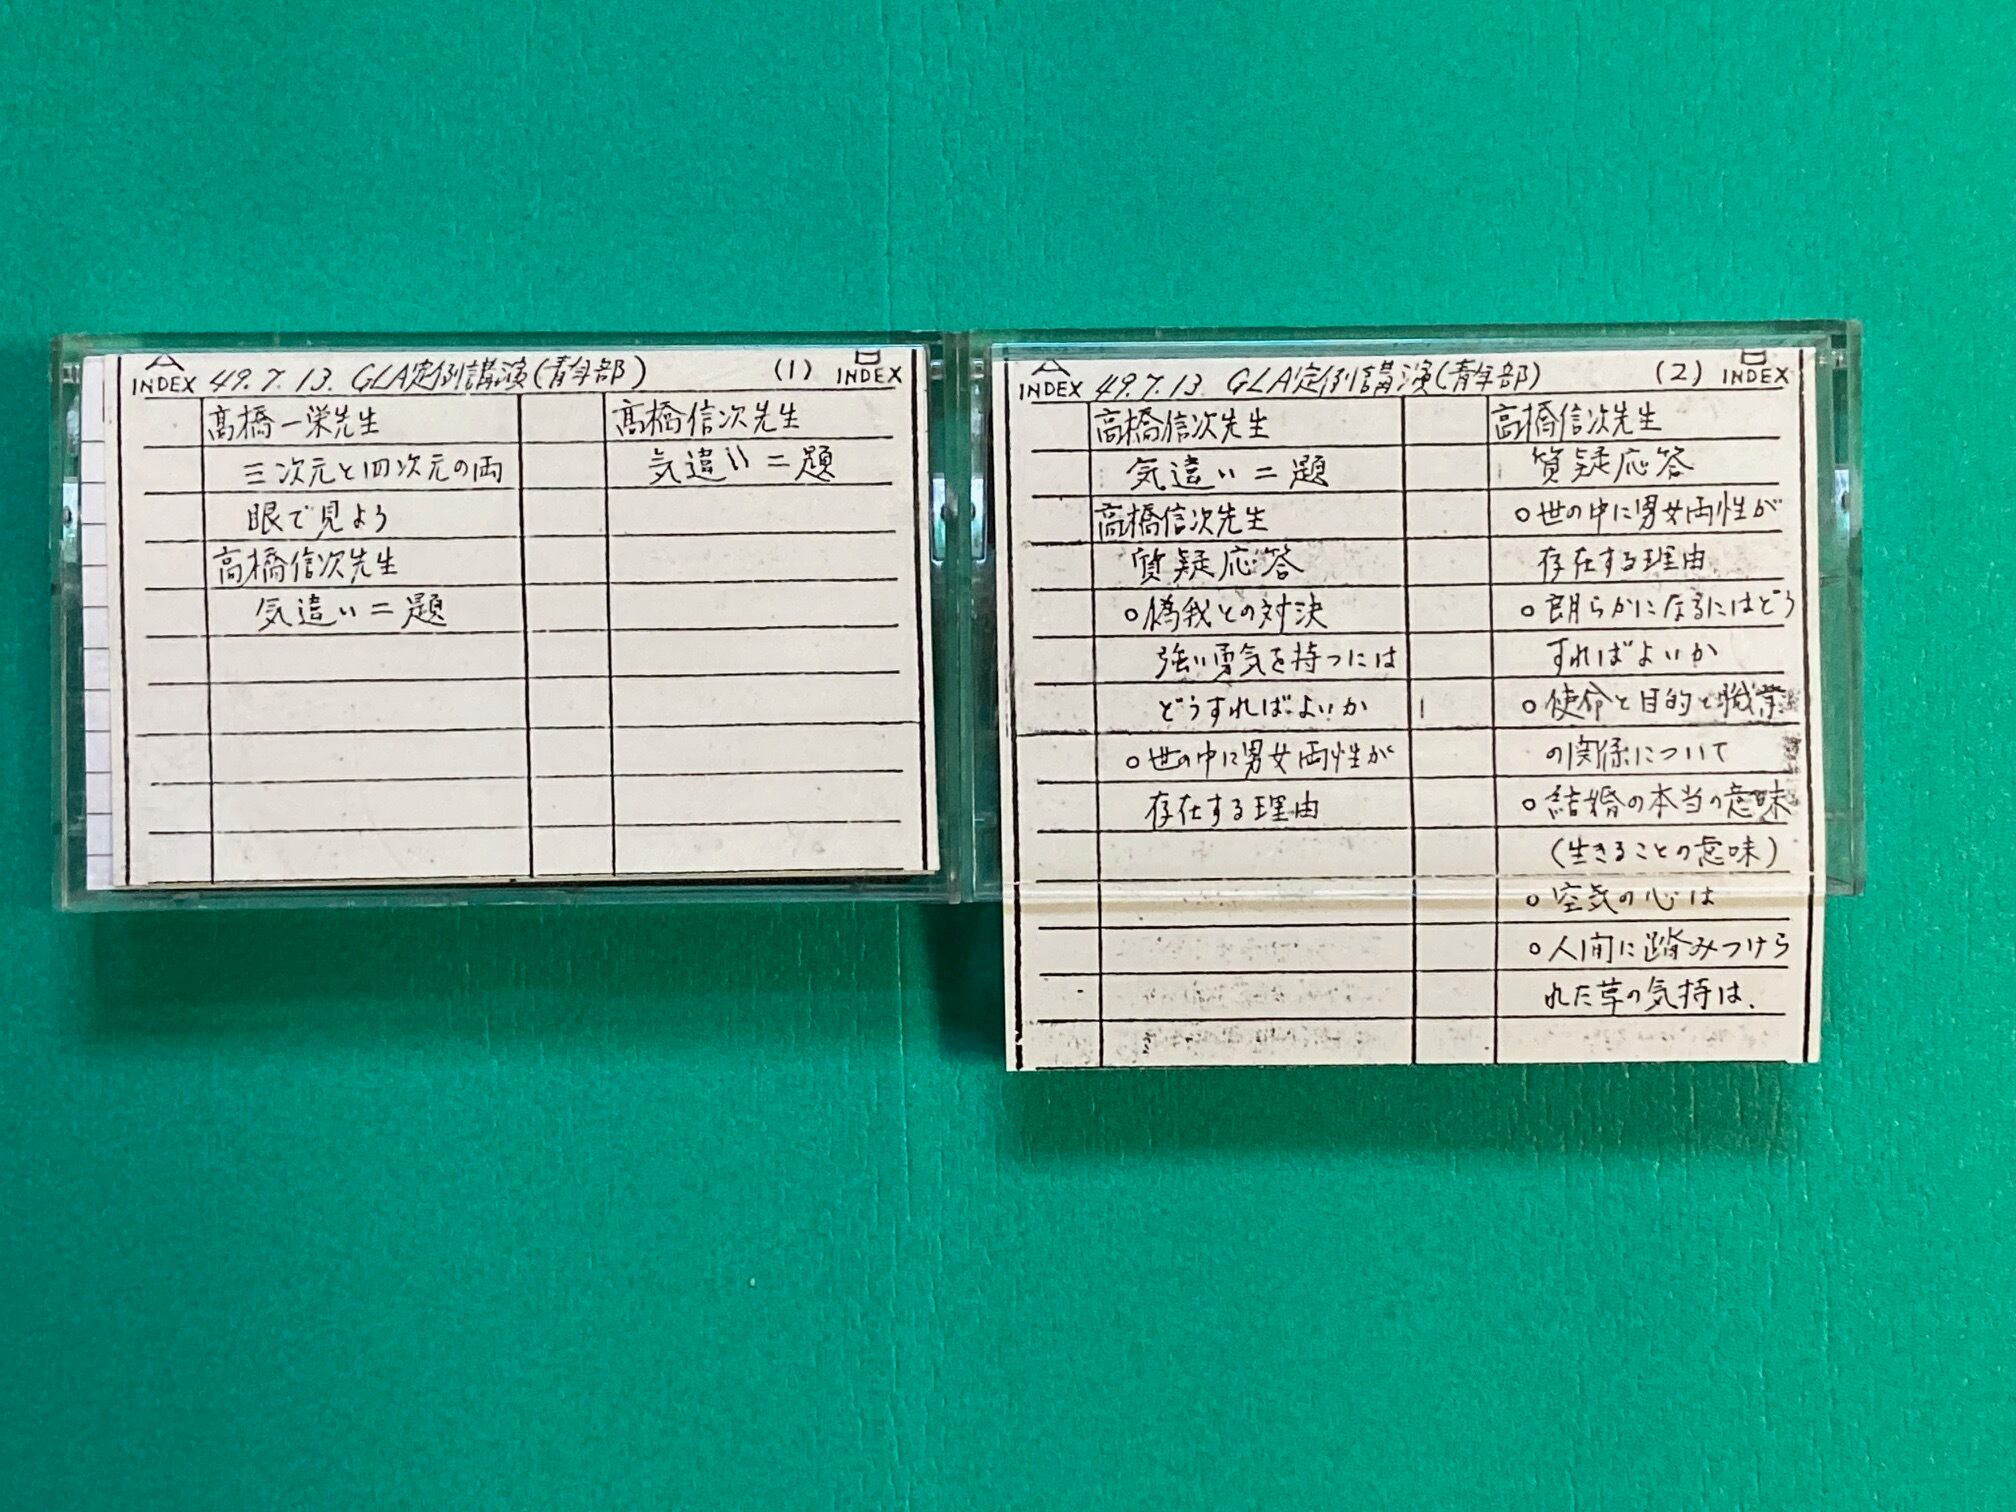 A INDEX 49.7.13. GLA定例講演(青年部) (1) B INDEX
高橋一栄先生
三次元と四次元の両
眼で見よう
高橋信次先生
気違い二題
高橋信次先生
気違い二題
A INDEX 49.7.13 GLA定例講演(青年部) (2) B INDEX
高橋信次先生
気違い二題
高橋信次先生
質疑応答
○偽我との対決
強い勇気を持つには
どうすればよいか
○世の中に男女両性が
存在する理由
高橋信次先生
質疑応答
○世の中に男女両性が
存在する理由
○朗らかになるにはどう
すればよいか
○使命と目的と職業
の関係について
○結婚の本当の意味
(生きることの意味)
○空気の心は
○人間に踏みつけら
れた草の気持は.